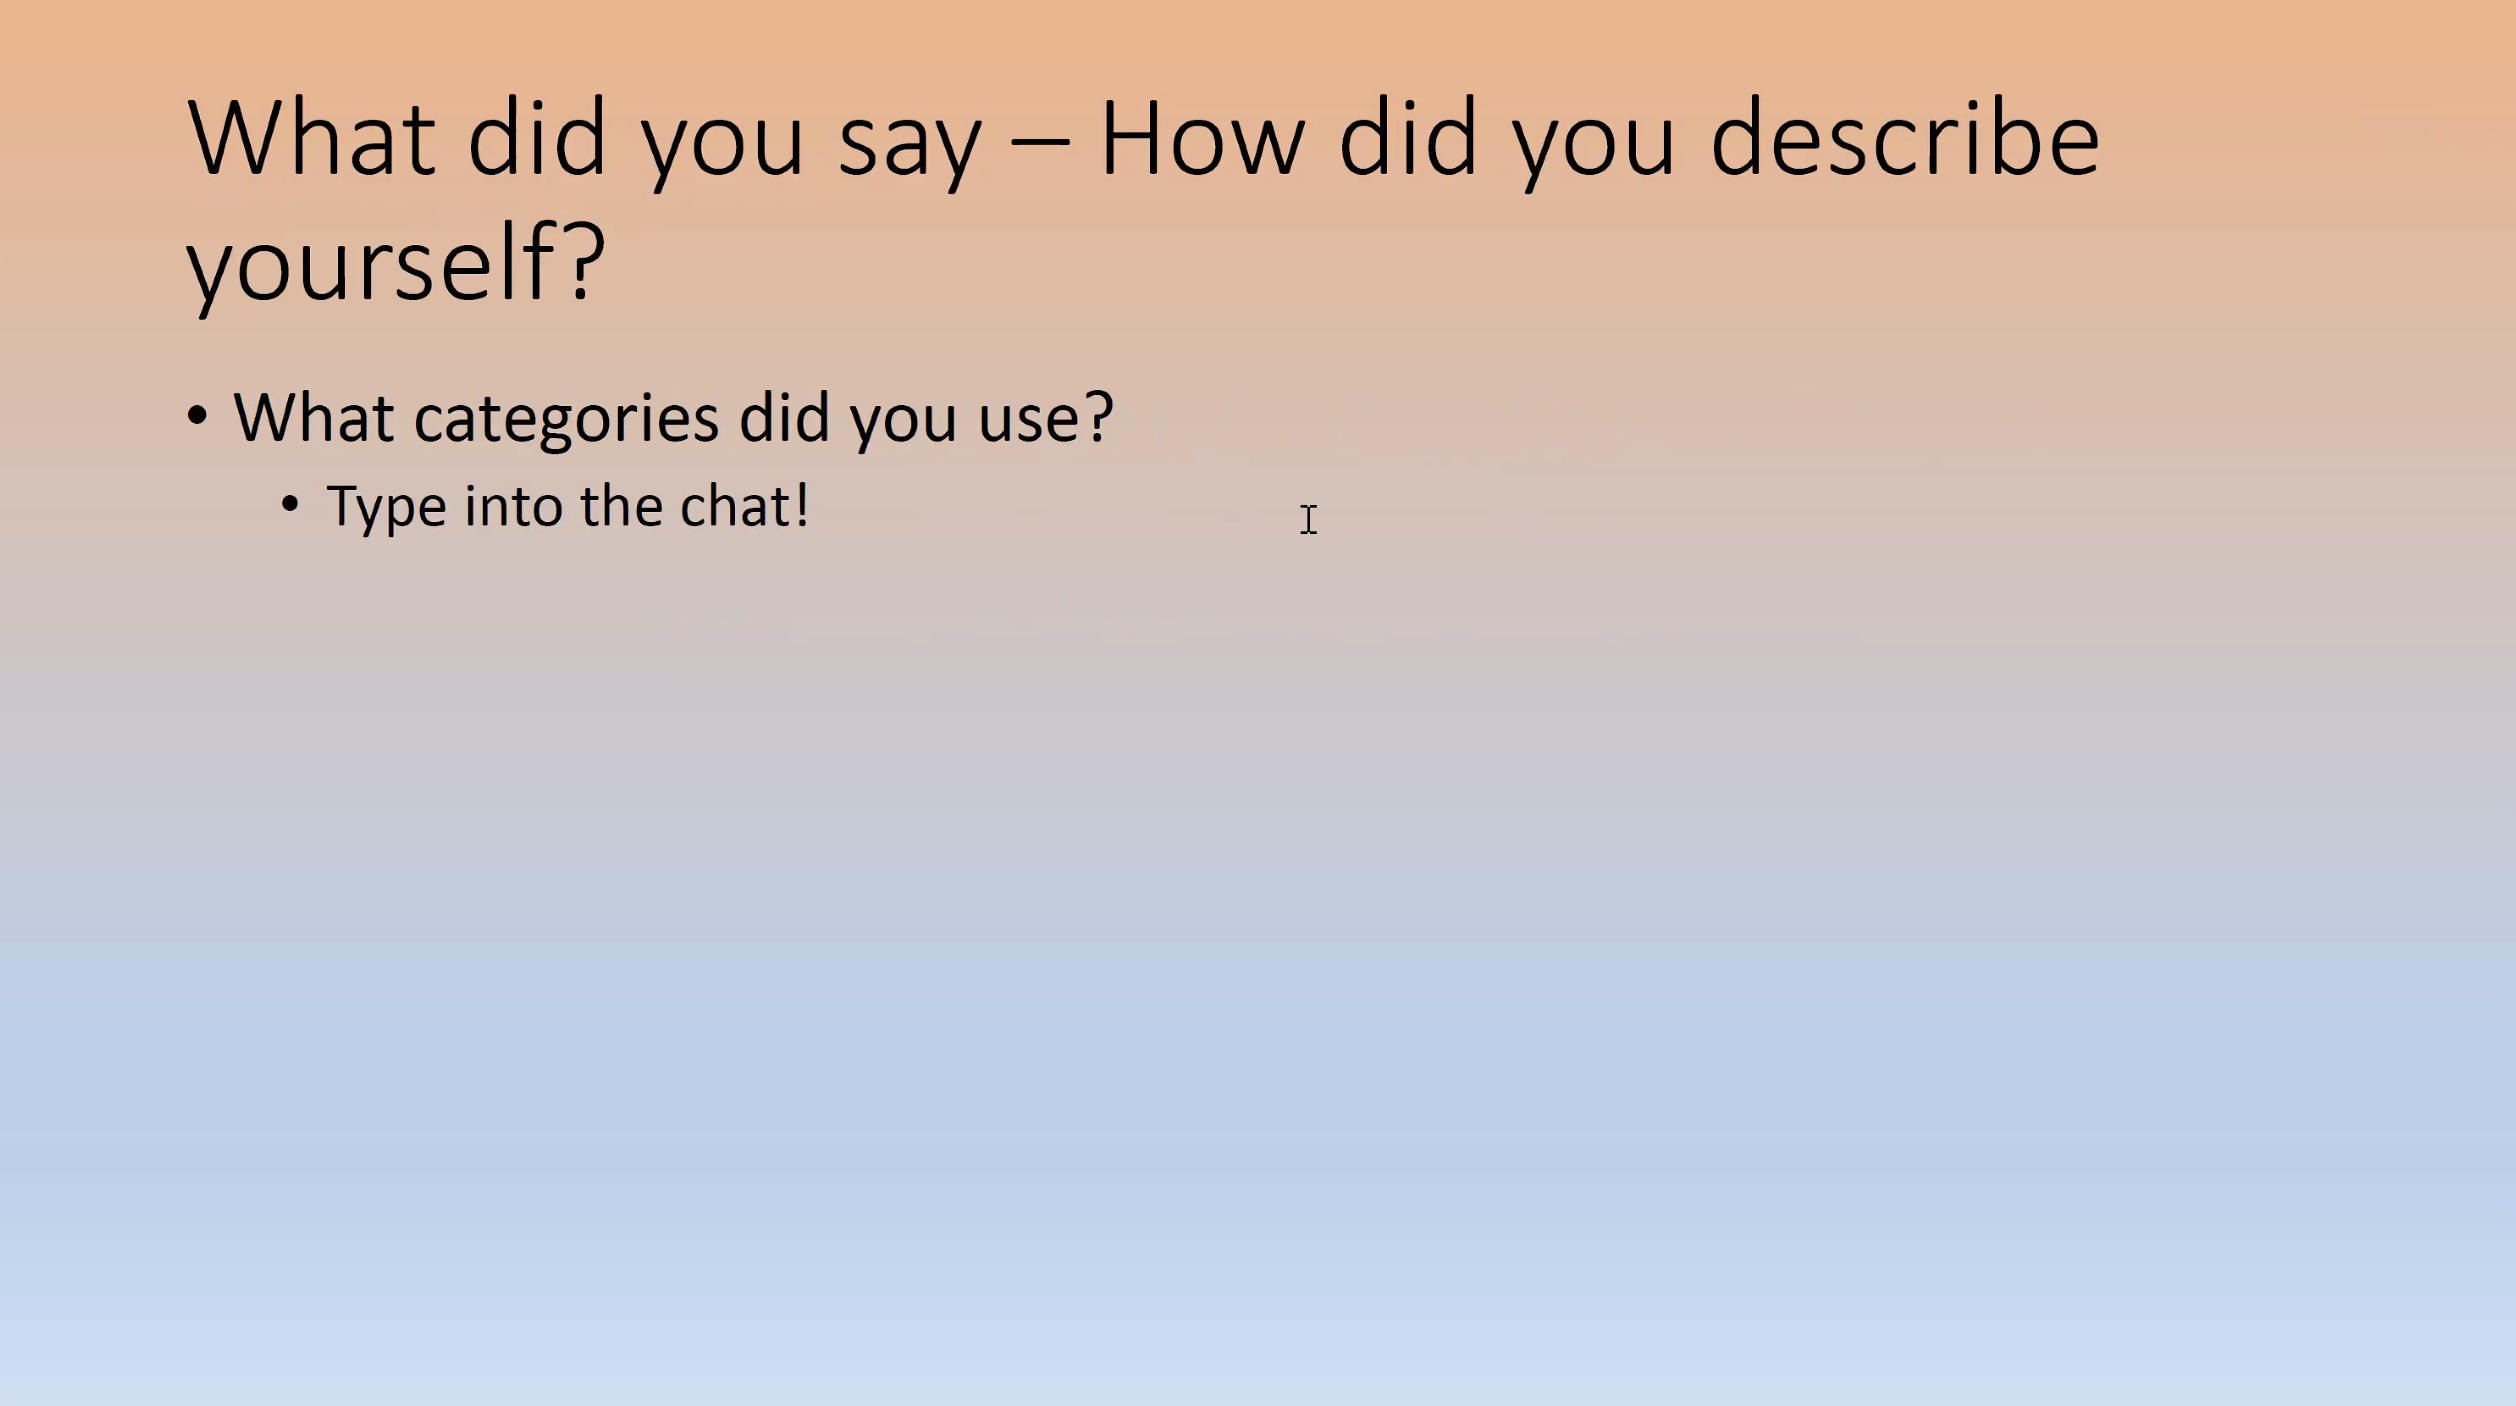 What did you say – How did you describe
yourself?
• What categories did you use?
• Type into the chat!